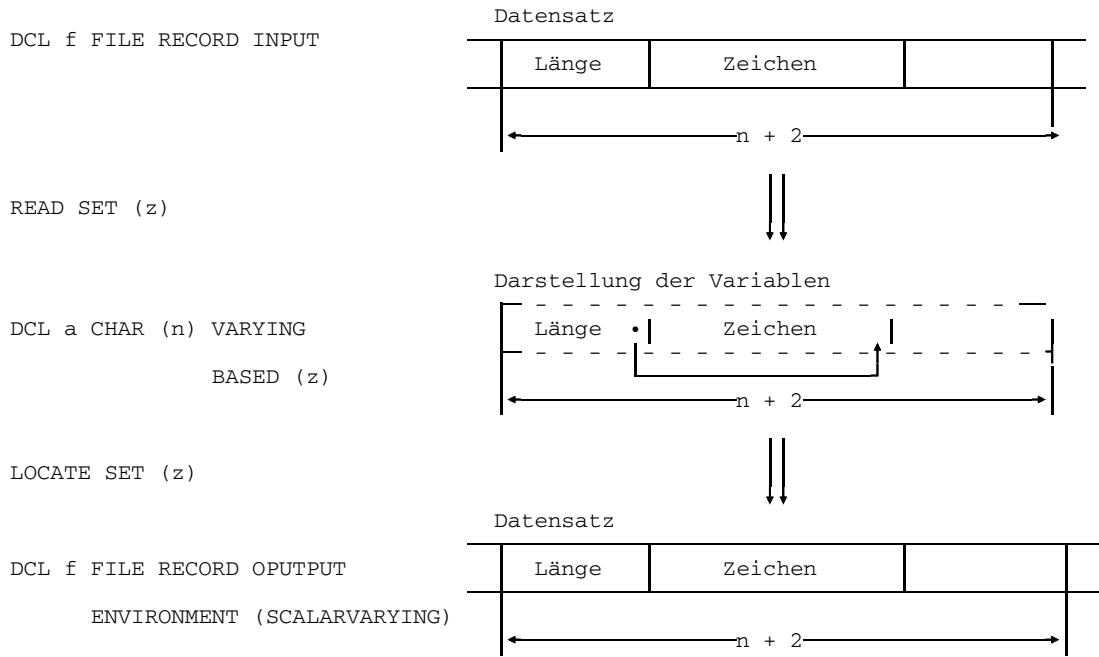 Datensatz
DCL f FILE RECORD INPUT
Länge Zeichen
n + 2
READ SET (z)
Darstellung der Variablen
DCL a CHAR (n) VARYING
Länge Zeichen
BASED (z)
n + 2
LOCATE SET (z)
Datensatz
DCL f FILE RECORD OPUTPUT
Länge Zeichen
ENVIRONMENT (SCALARVARYING)
n + 2